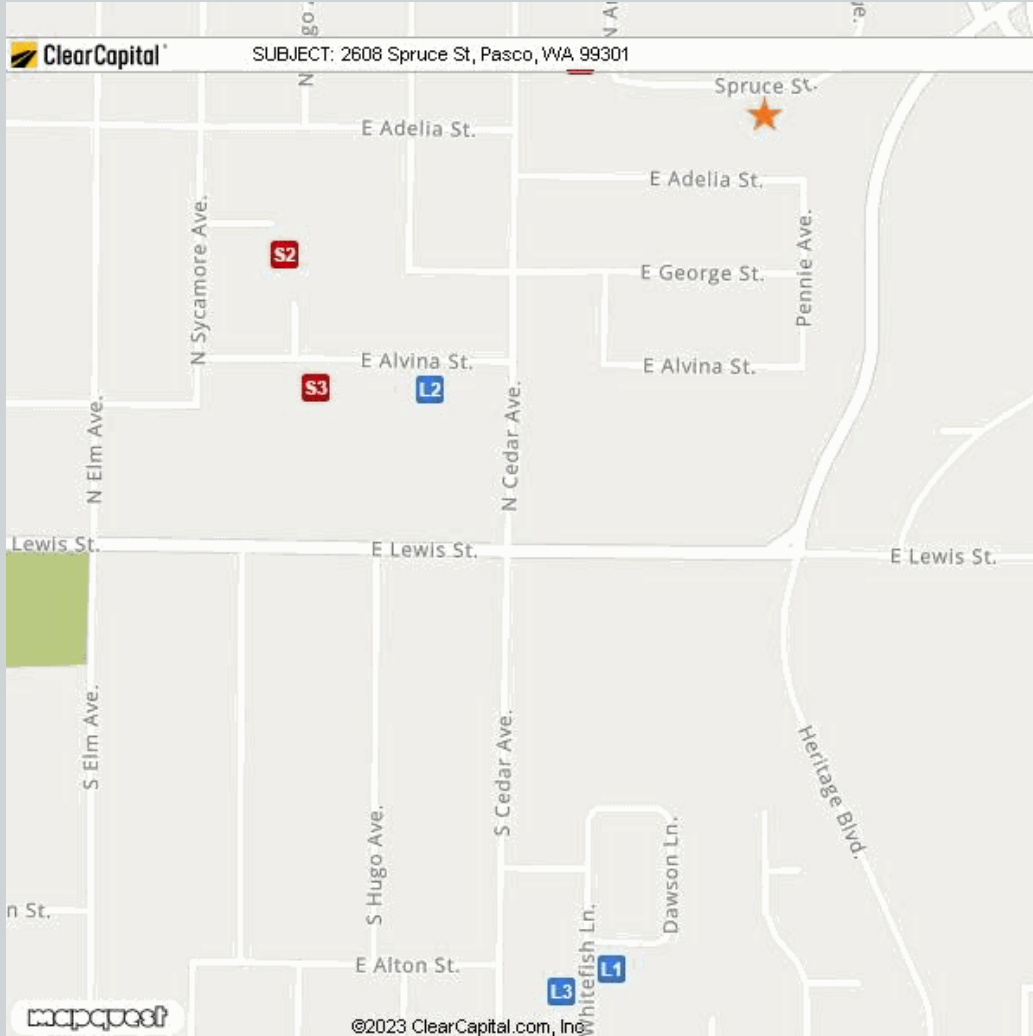 ClearCapital
SUBJECT: 2608 Spruce St, Pasco, WA 99301
Spruce St.
E Adelia St.
E Adelia St.
N Sycamore Ave.
S2
E George St.
Pennie Ave.
E Alvina St.
E Alvina St.
S3
L2
N Cedar Ave.
N Elm Ave.
Lewis St.
E Lewis St.
E Lewis St.
S Elm Ave.
S Cedar Ave.
Heritage Blvd.
S Hugo Ave.
Dawson Ln.
n St.
Whitefish Ln.
E Alton St.
L1
L3
mapquest
©2023 ClearCapital.com, Inc